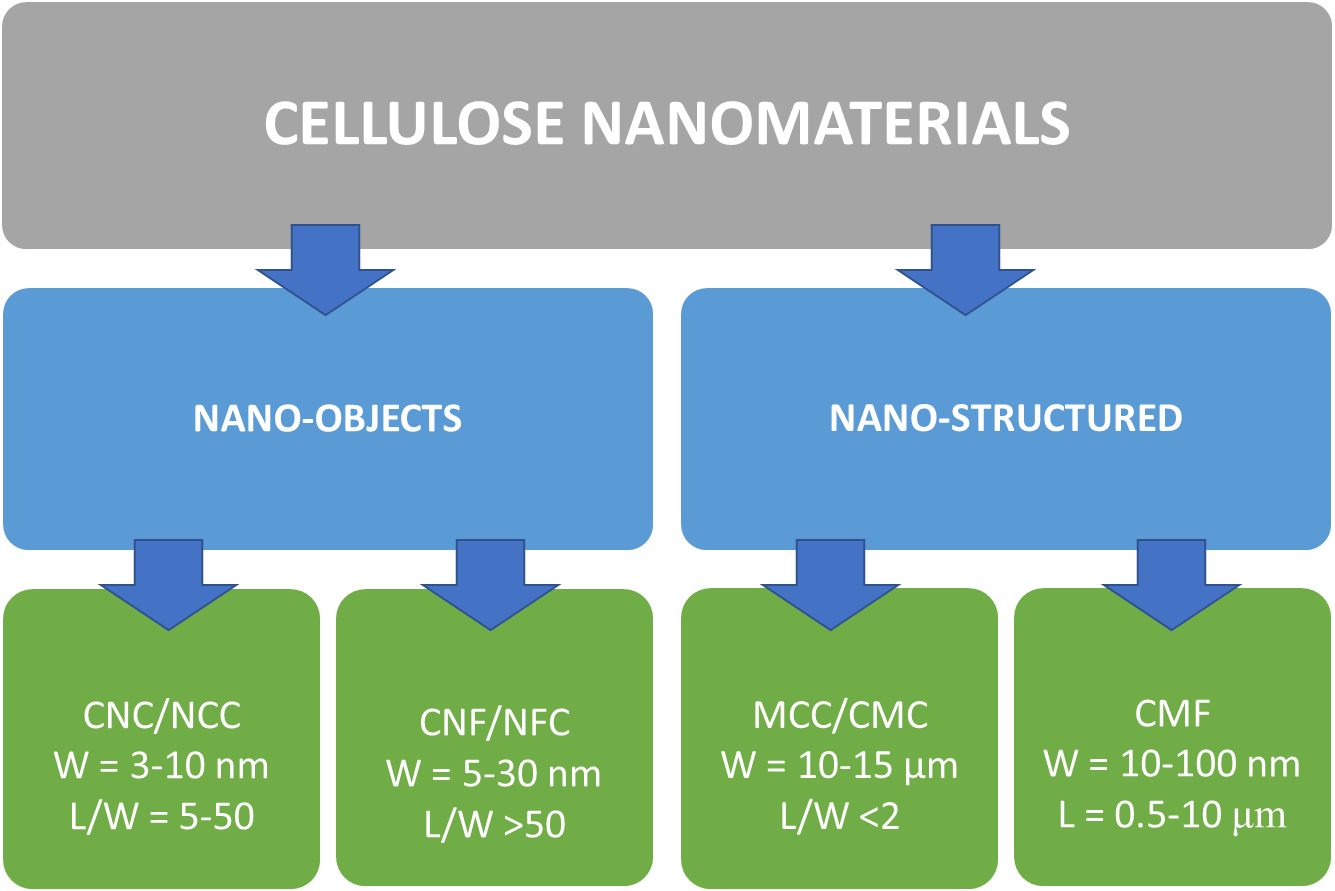 CELLULOSE NANOMATERIALS
NANO-OBJECTS
NANO-STRUCTURED
CNC/NCC
W = 3-10 nm
L/W = 5-50
CNF/NFC
W = 5-30 nm
L/W >50
MCC/CMC
W = 10-15 µm
L/W <2
CMF
W = 10-100 nm
L = 0.5-10 µm